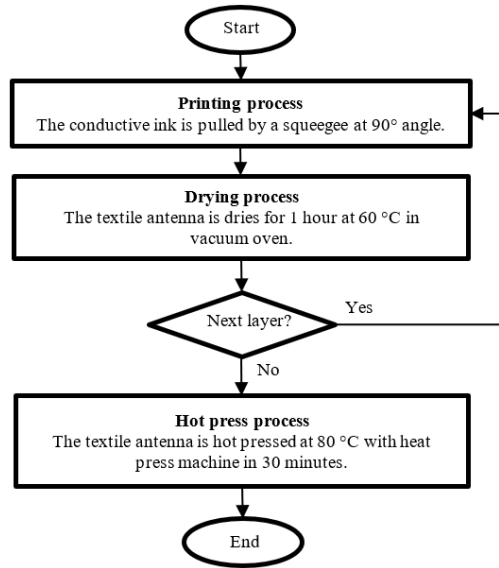 Start
Printing process
The conductive ink is pulled by a squeegee at 90° angle.
Drying process
The textile antenna is dries for 1 hour at 60 °C in
vacuum oven.
Next layer?
Yes
No
Hot press process
The textile antenna is hot pressed at 80 °C with heat
press machine in 30 minutes.
End